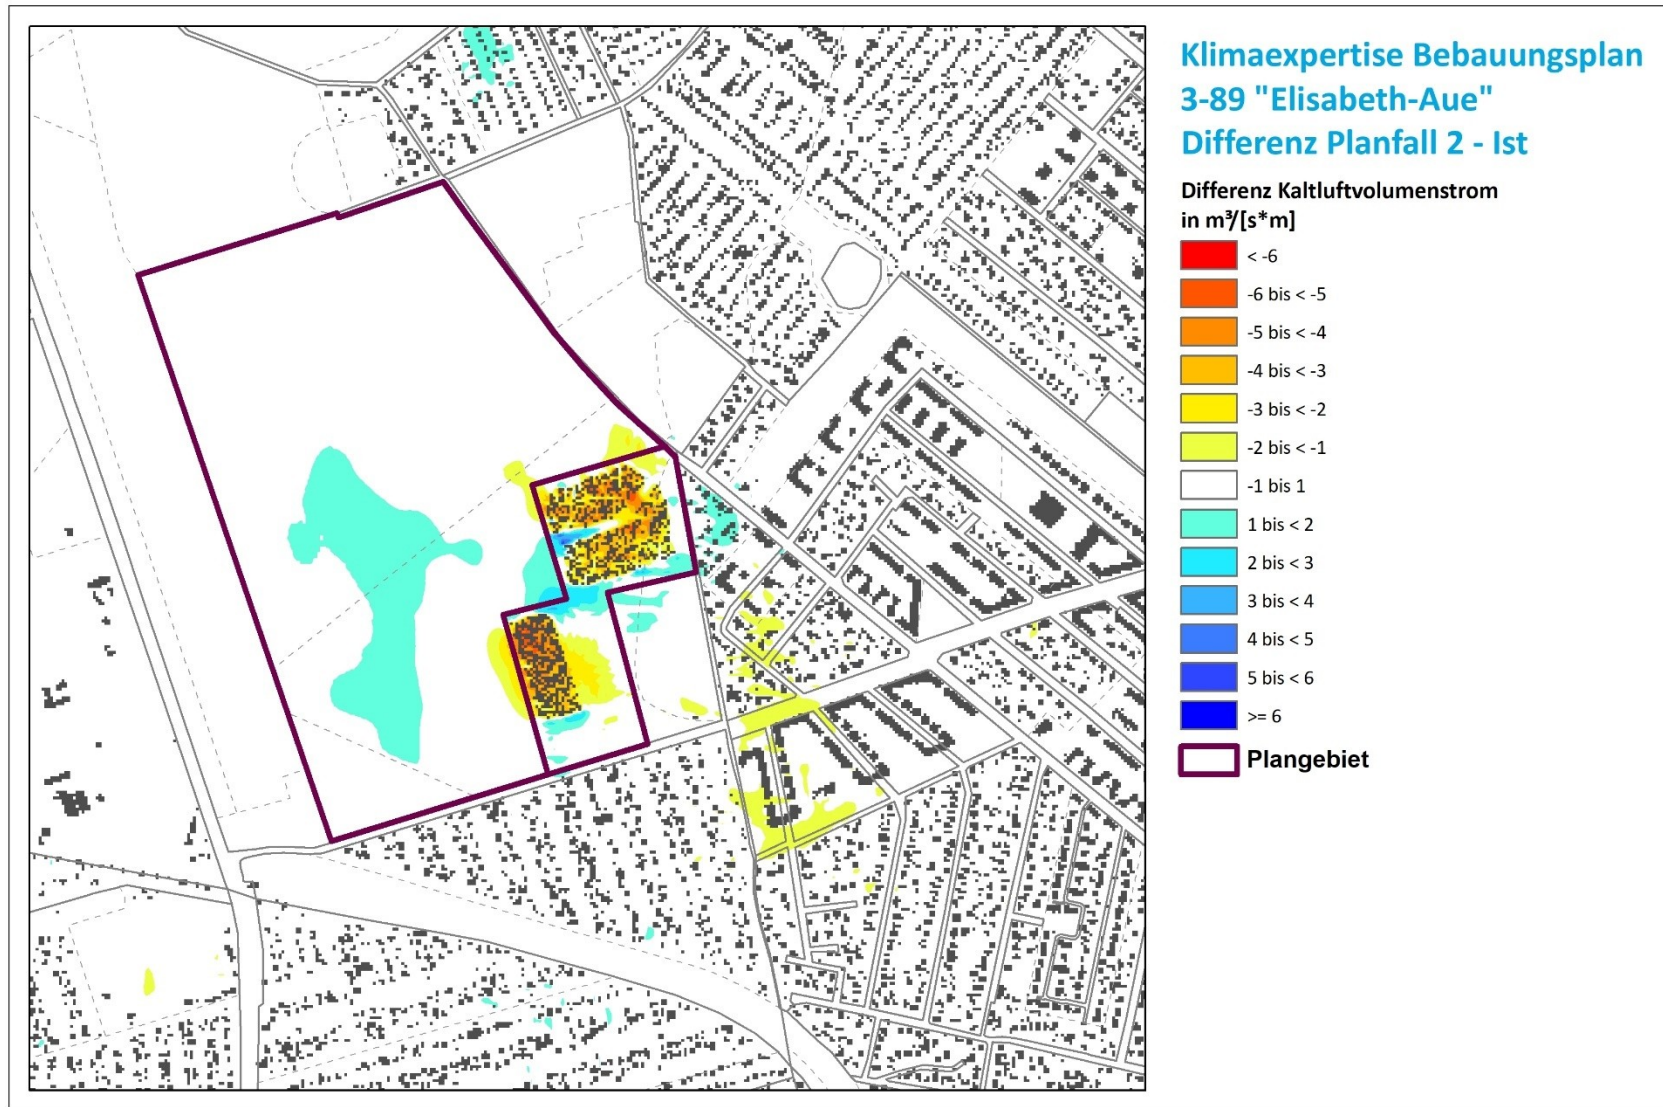 Klimaexpertise Bebauungsplan
3-89 "Elisabeth-Aue"
Differenz Planfall 2 - Ist
Differenz Kaltluftvolumenstrom
in m³/[s*m]
< -6
-6 bis < -5
-5 bis < -4
-4 bis < -3
-3 bis < -2
-2 bis < -1
-1 bis 1
1 bis < 2
2 bis < 3
3 bis < 4
4 bis < 5
5 bis < 6
>= 6
Plangebiet